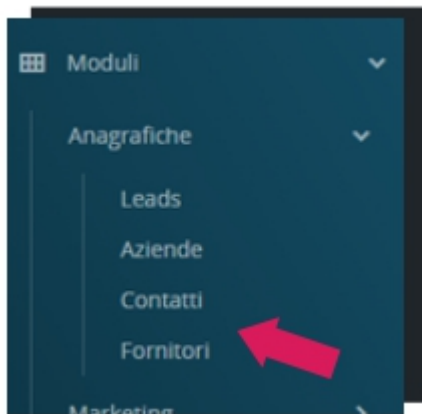 Moduli
Anagrafiche
Leads
Aziende
Contatti
Fornitori
Marketing